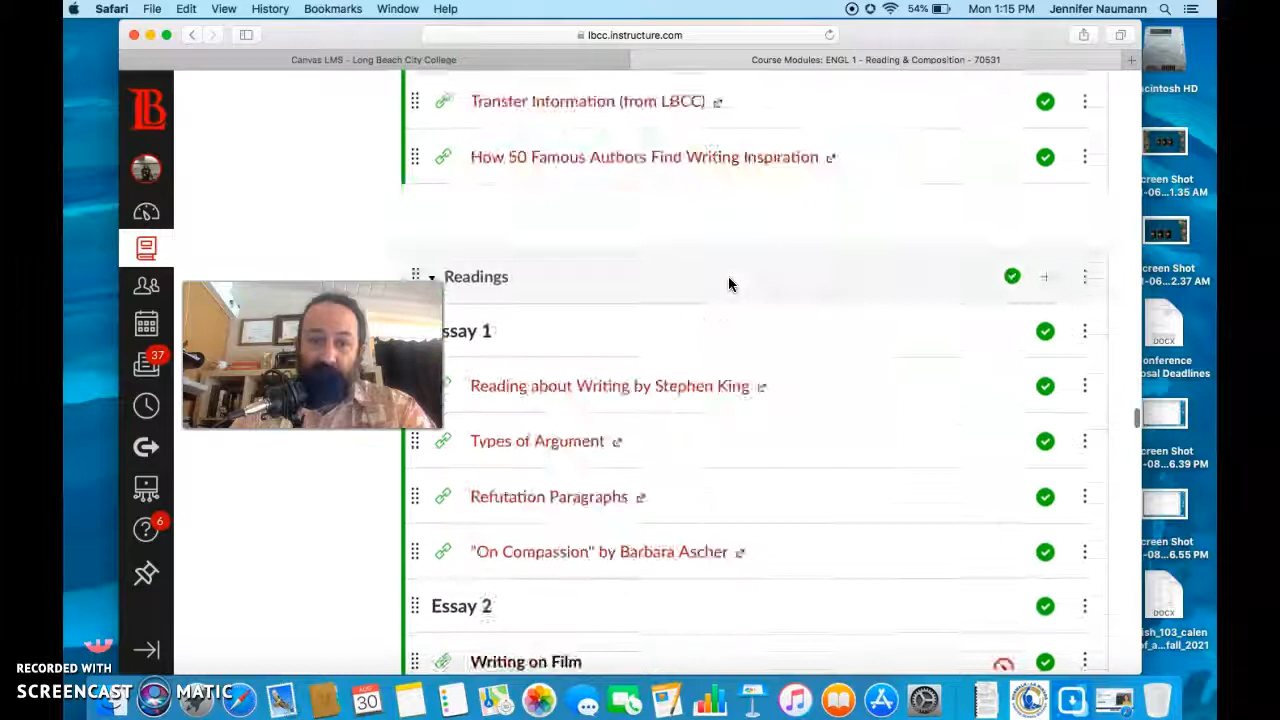 Safari File Edit View History Bookmarks Window Help 54% Mon 1:15 PM Jennifer Naumann
lbcc.instructure.com
Canvas LMS - Long Beach City College Course Modules: ENGL 1 - Reading & Composition - 70531
LB
Transfer Information (from LBCC)
How 50 Famous Authors Find Writing Inspiration
Readings
Essay 1
Reading about Writing by Stephen King
Types of Argument
Refutation Paragraphs
"On Compassion" by Barbara Ascher
Essay 2
Writing on Film
37
6
cintosh HD
creen Shot
-06...1.35 AM
creen Shot
-06...2.37 AM
DOCX
onference
osal Deadlines
creen Shot
-08...6.39 PM
creen Shot
-08...6.55 PM
DOCX
ish_103_calen
f_a...fall_2021
RECORDED WITH
SCREENCAST MATIC
AUG
30